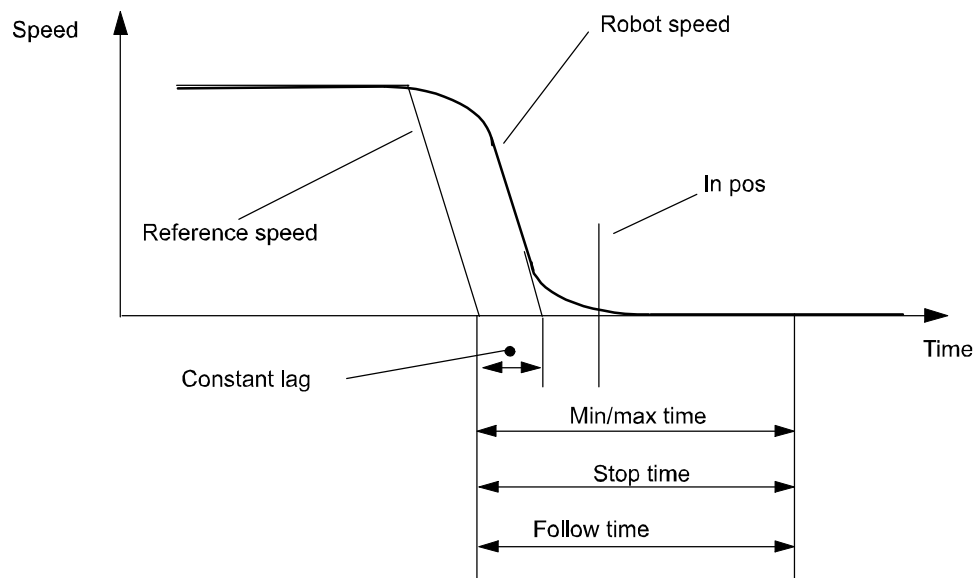 Speed
Robot speed
In pos
Reference speed
Time
Constant lag
Min/max time
Stop time
Follow time